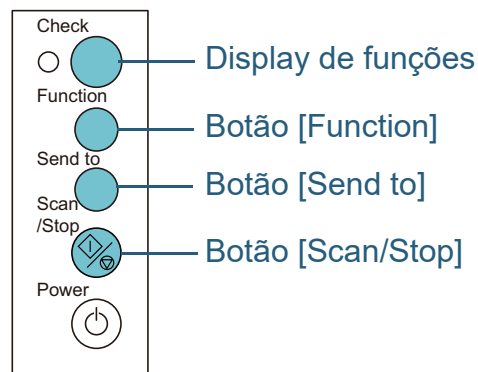 Check
Display de funções
Function
Botão [Function]
Send to
Botão [Send to]
Scan
/Stop
Botão [Scan/Stop]
Power